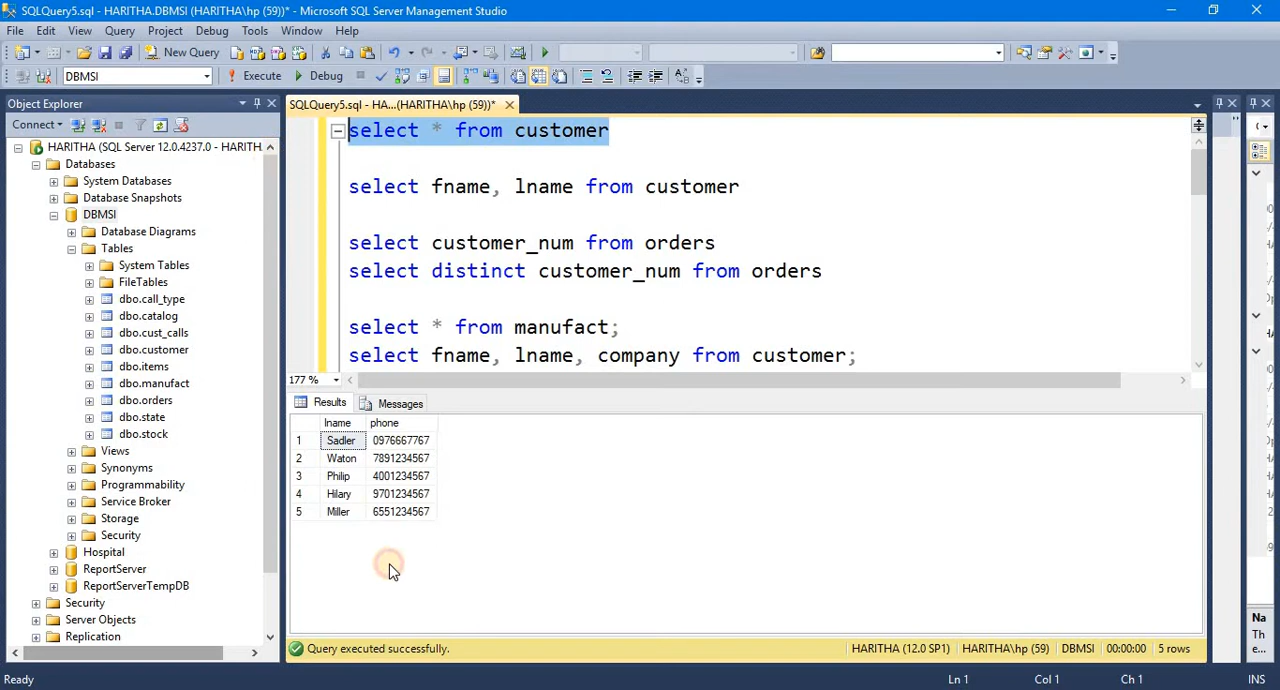 SQLQuery5.sql - HARITHA.DBMSI (HARITHA\hp (59))* - Microsoft SQL Server Management Studio
File Edit View Query Project Debug Tools Window Help
New Query
DBMSI Execute Debug
Object Explorer
SQLQuery5.sql - HA...(HARITHA\hp (59))*
Connect
HARITHA (SQL Server 12.0.4237.0 - HARITH
Databases
System Databases
Database Snapshots
DBMSI
Database Diagrams
Tables
System Tables
FileTables
dbo.call_type
dbo.catalog
dbo.cust_calls
dbo.customer
dbo.items
dbo.manufact
dbo.orders
dbo.state
dbo.stock
Views
Synonyms
Programmability
Service Broker
Storage
Security
Hospital
ReportServer
ReportServerTempDB
Security
Server Objects
Replication
select * from customer
select fname, lname from customer
select customer_num from orders
select distinct customer_num from orders
select * from manufact;
select fname, lname, company from customer;
177 %
Results Messages
lname phone
1 Sadler 0976667767
2 Waton 7891234567
3 Philip 4001234567
4 Hilary 9701234567
5 Miller 6551234567
Query executed successfully.
HARITHA (12.0 SP1) HARITHA\hp (59) DBMSI 00:00:00 5 rows
Na
Th
e...
Ready Ln 1 Col 1 Ch 1 INS